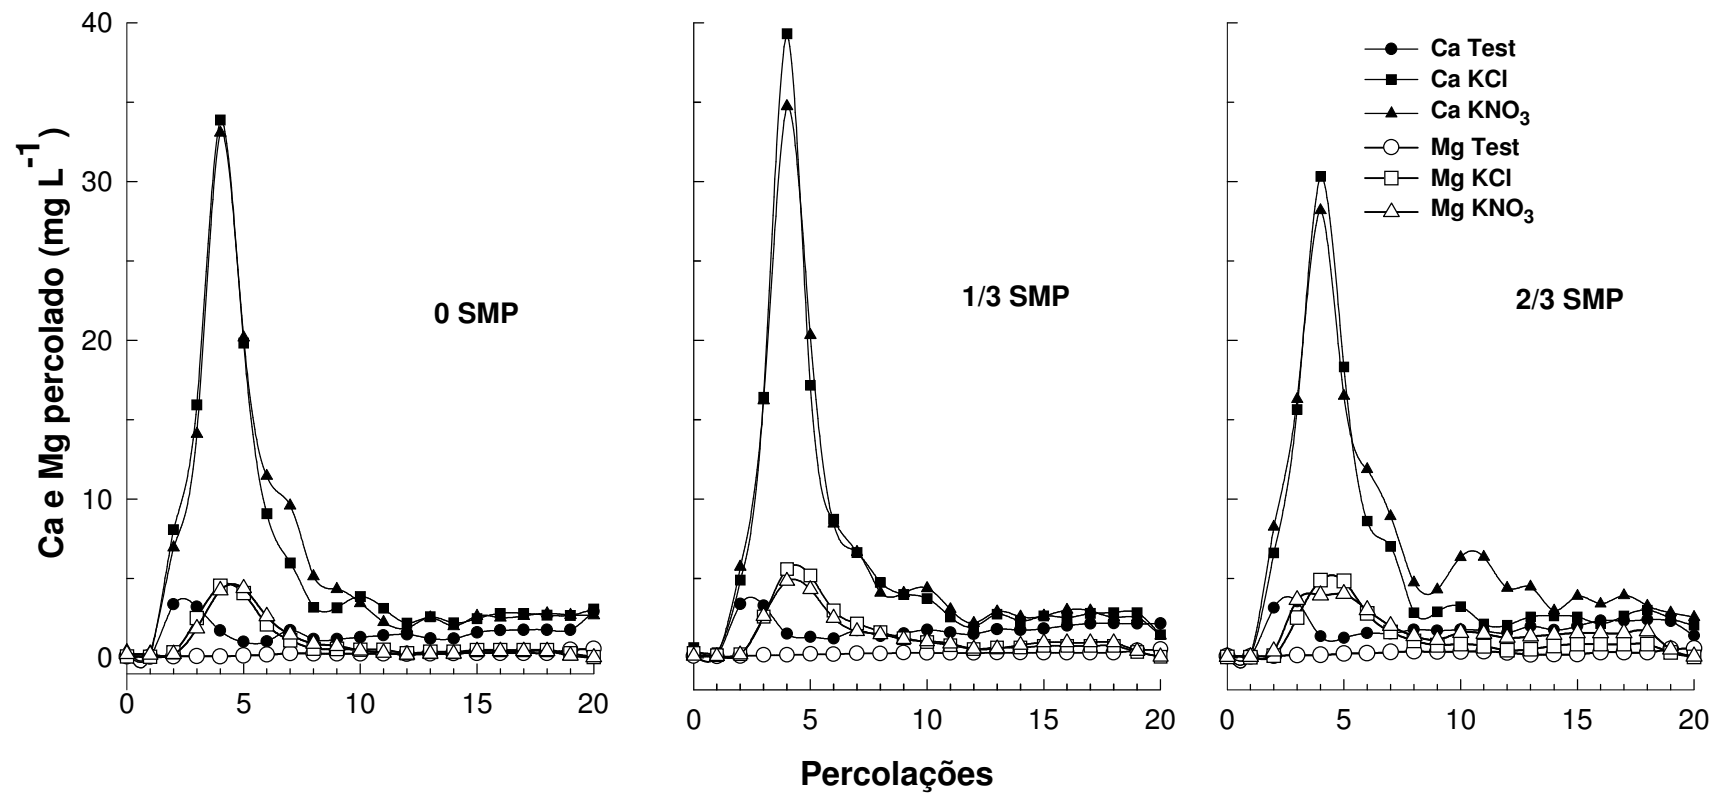 Ca e Mg percolado (mg L-1)
40
30
20
10
0
0 SMP
1/3 SMP
2/3 SMP
Ca Test
Ca KCl
Ca KNO3
Mg Test
Mg KCl
Mg KNO3
0 5 10 15 20
0 5 10 15 20
0 5 10 15 20
Percolações